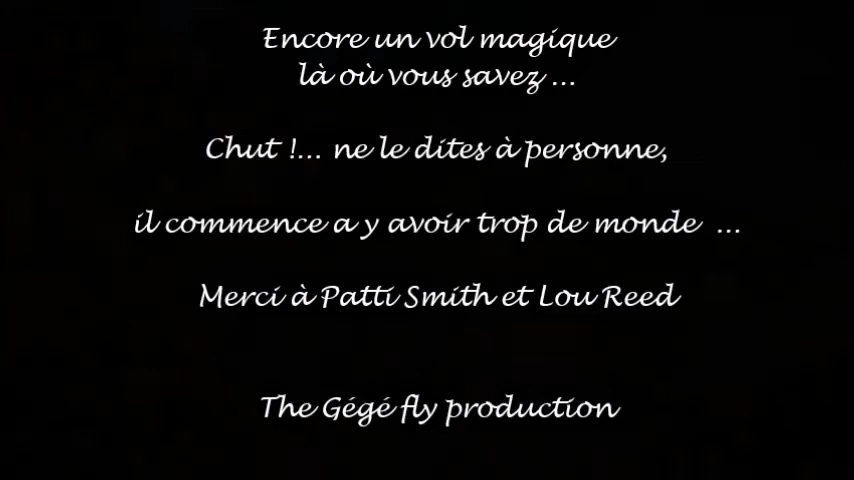 Encore un vol magique
là où vous savez ...
Chut !... ne le dites à personne,
il commence a y avoir trop de monde ...
Merci à Patti Smith et Lou Reed
The Gégé fly production